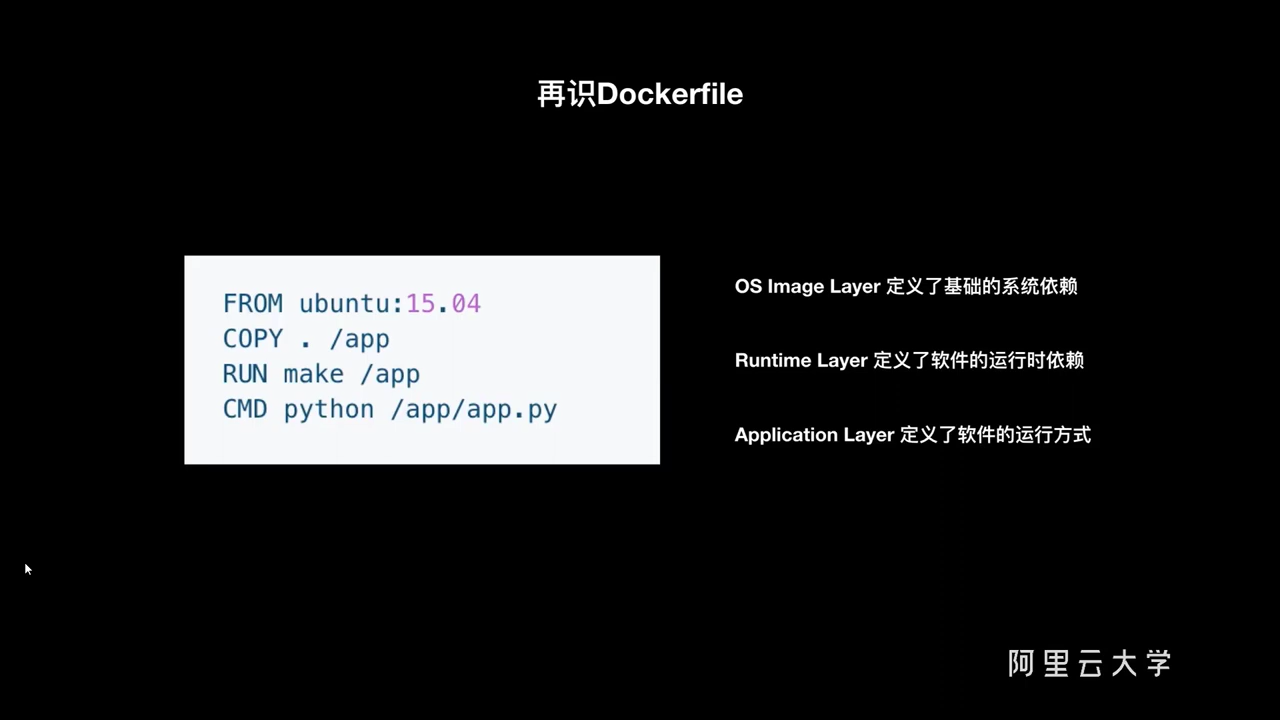 再识Dockerfile
FROM ubuntu:15.04
COPY . /app
RUN make /app
CMD python /app/app.py
OS Image Layer 定义了基础的系统依赖
Runtime Layer 定义了软件的运行时依赖
Application Layer 定义了软件的运行方式
阿里云大学